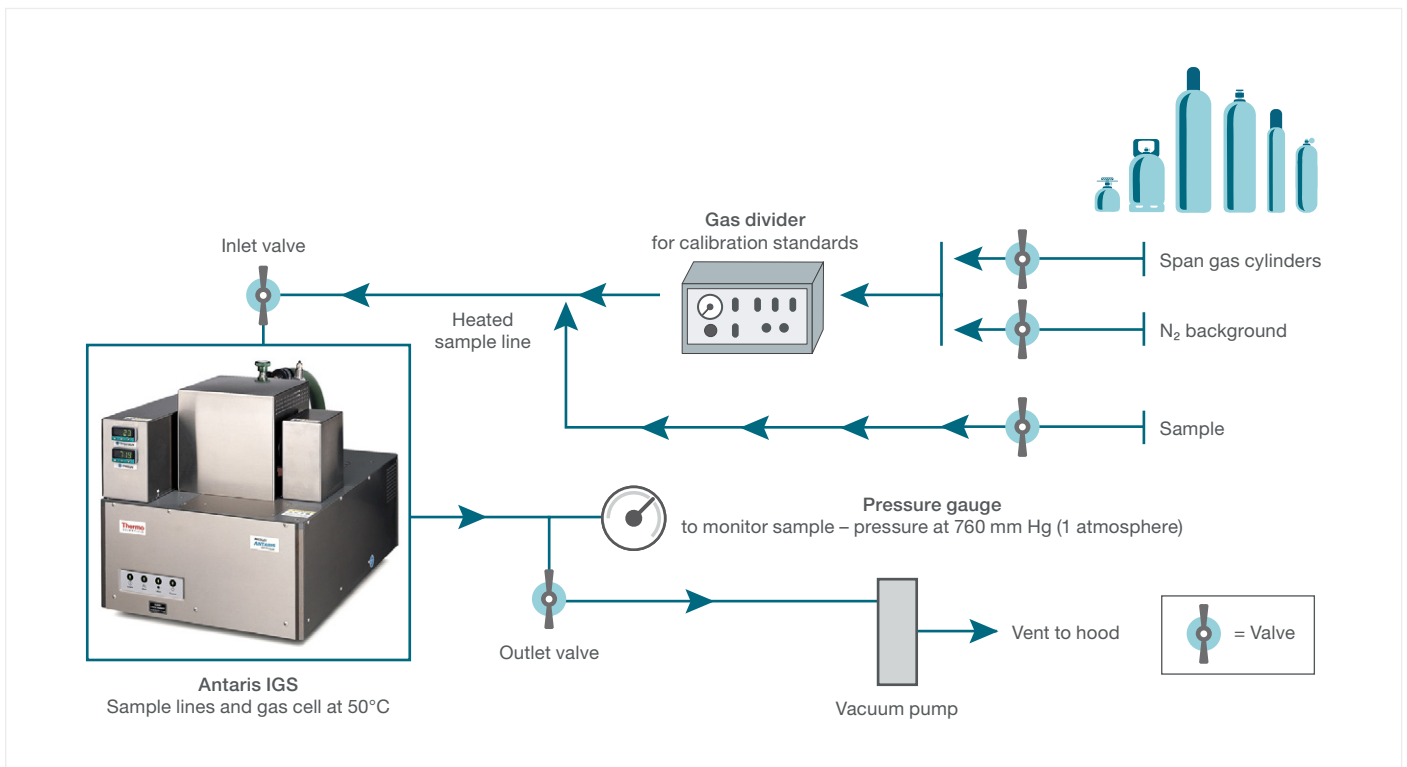 Gas divider
for calibration standards
Inlet valve
Span gas cylinders
Heated
sample line
N₂ background
Sample
Pressure gauge
to monitor sample – pressure at 760 mm Hg (1 atmosphere)
Thermo
ANTARIS
Outlet valve
Vent to hood
= Valve
Antaris IGS
Sample lines and gas cell at 50°C
Vacuum pump